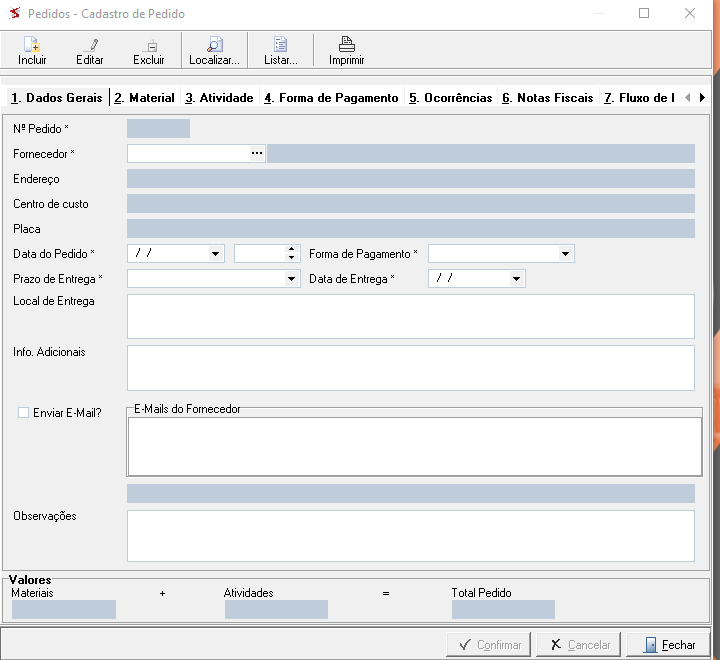 Pedidos - Cadastro de Pedido
Incluir Editar Excluir Localizar... Listar... Imprimir
1. Dados Gerais 2. Material 3. Atividade 4. Forma de Pagamento 5. Ocorrências 6. Notas Fiscais 7. Fluxo de
Nº Pedido *
Fornecedor * ...
Endereço
Centro de custo
Placa
Data do Pedido * / / Forma de Pagamento *
Prazo de Entrega * Data de Entrega * / /
Local de Entrega
Info. Adicionais
Enviar E-Mail? E-Mails do Fornecedor
Observações
Valores
Materiais + Atividades = Total Pedido
Confirmar Cancelar Fechar